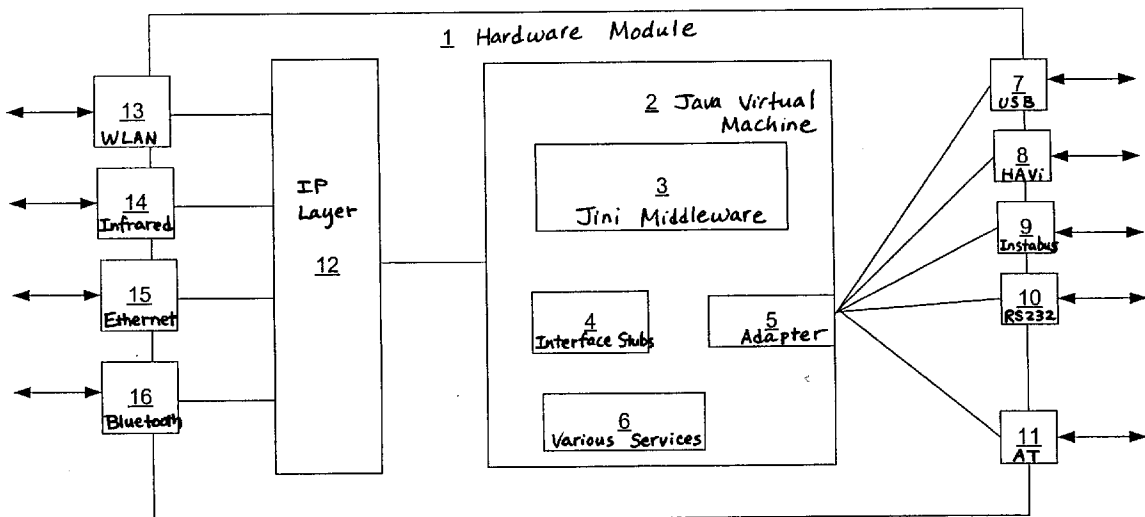 1 Hardware Module
13
WLAN
14
Infrared
15
Ethernet
16
Bluetooth
IP
Layer
12
2 Java Virtual
Machine
3
Jini Middleware
4
Interface Stubs
5
Adapter
6
Various Services
7
USB
8
HAVi
9
Instabus
10
RS232
11
AT